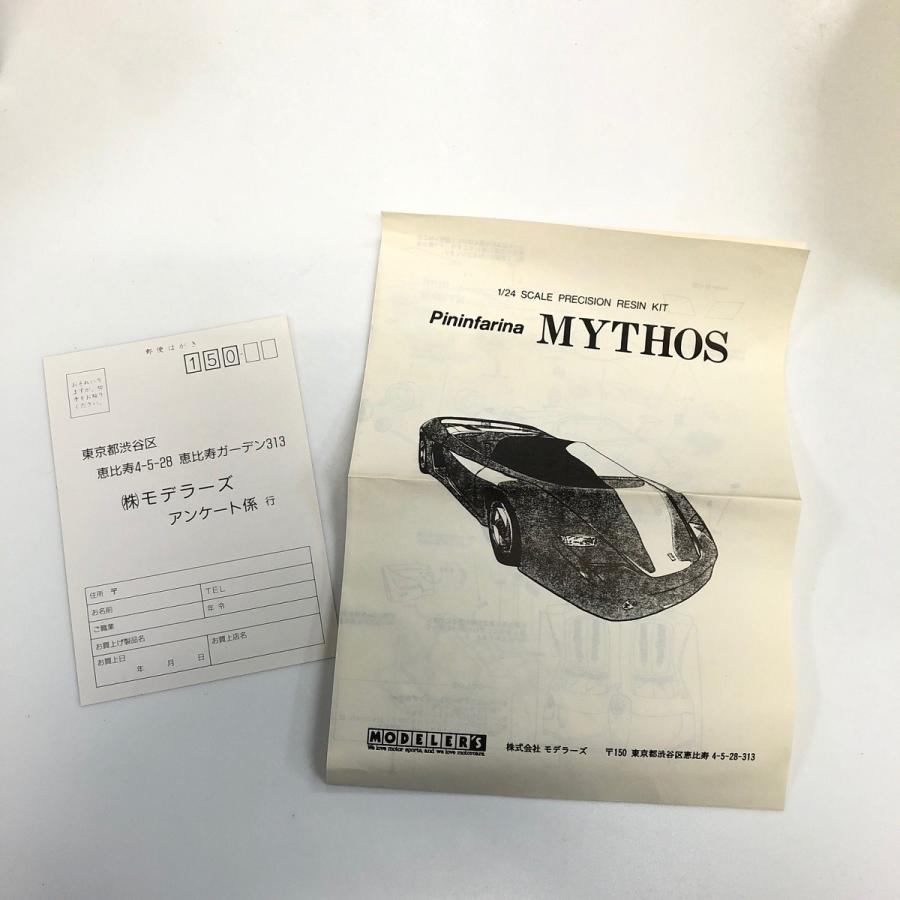 郵便はがき
150
おそれいり
ますが、切
手をお貼り
ください。
東京都渋谷区
恵比寿4-5-28 恵比寿ガーデン313
㈱モデラーズ
アンケート係 行
住所 〒
TEL
お名前
年令
ご職業
お買上げ製品名
お買上店名
お買上日
年 月 日
1/24 SCALE PRECISION RESIN KIT
Pininfarina MYTHOS
MODELER'S
We love motor sports, and we love motorcars.
株式会社 モデラーズ 〒150 東京都渋谷区恵比寿 4-5-28-313